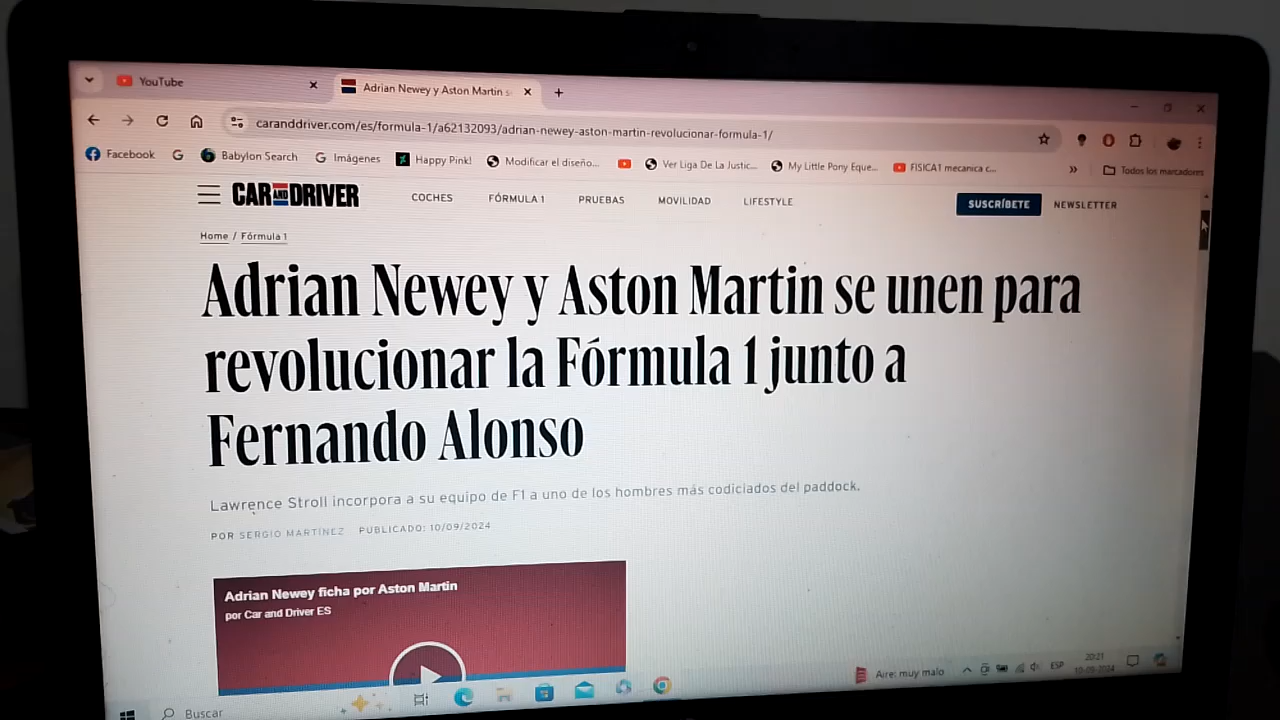 YouTube
Adrian Newey y Aston Martin s
caranddriver.com/es/formula-1/a62132093/adrian-newey-aston-martin-revolucionar-formula-1/
Facebook
Babylon Search
Imágenes
Happy Pink!
Modificar el diseño...
Ver Liga De La Justic...
My Little Pony Eque...
FISICA1 mecanica c...
»
Todos los marcadores
CAR AND DRIVER
COCHES
FÓRMULA 1
PRUEBAS
MOVILIDAD
LIFESTYLE
SUSCRÍBETE
NEWSLETTER
Home / Fórmula 1
Adrian Newey y Aston Martin se unen para
revolucionar la Fórmula 1 junto a
Fernando Alonso
Lawrence Stroll incorpora a su equipo de F1 a uno de los hombres más codiciados del paddock.
POR SERGIO MARTÍNEZ PUBLICADO: 10/09/2024
Adrian Newey ficha por Aston Martin
por Car and Driver ES
Buscar
Aire: muy malo
ESP
20:21